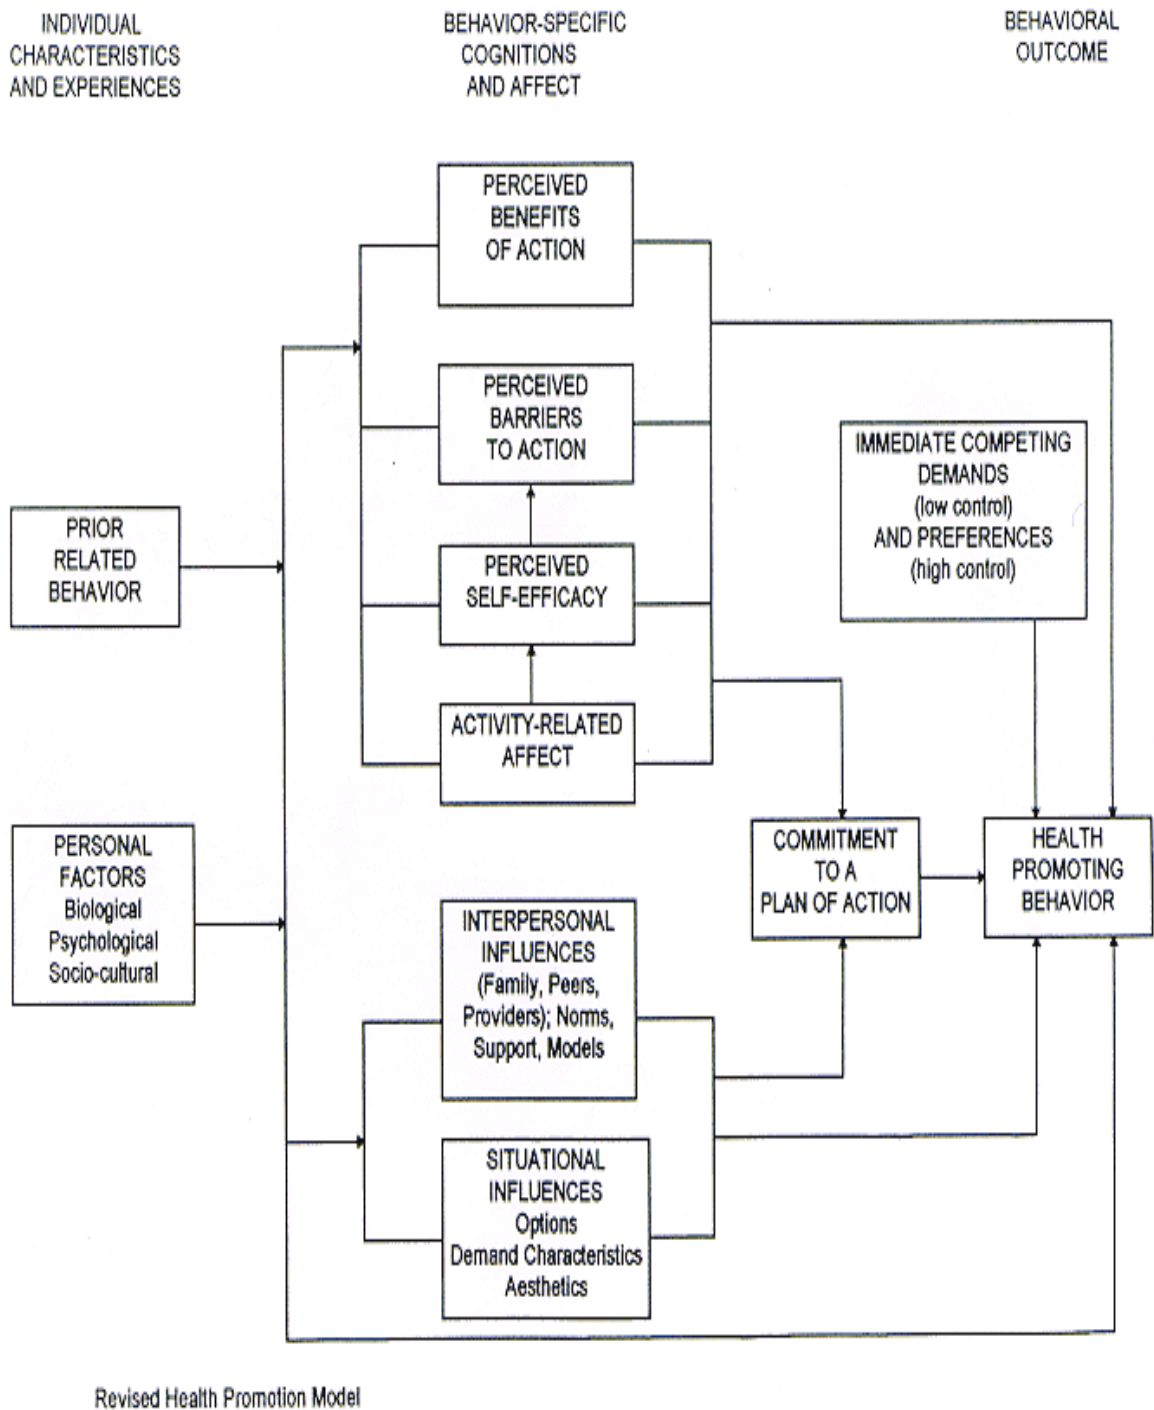 INDIVIDUAL
CHARACTERISTICS
AND EXPERIENCES
BEHAVIOR-SPECIFIC
COGNITIONS
AND AFFECT
BEHAVIORAL
OUTCOME
PERCEIVED
BENEFITS
OF ACTION
PERCEIVED
BARRIERS
TO ACTION
IMMEDIATE COMPETING
DEMANDS
(low control)
AND PREFERENCES
(high control)
PRIOR
RELATED
BEHAVIOR
PERCEIVED
SELF-EFFICACY
ACTIVITY-RELATED
AFFECT
PERSONAL
FACTORS
Biological
Psychological
Socio-cultural
COMMITMENT
TO A
PLAN OF ACTION
HEALTH
PROMOTING
BEHAVIOR
INTERPERSONAL
INFLUENCES
(Family, Peers,
Providers); Norms,
Support, Models
SITUATIONAL
INFLUENCES
Options
Demand Characteristics
Aesthetics
Revised Health Promotion Model